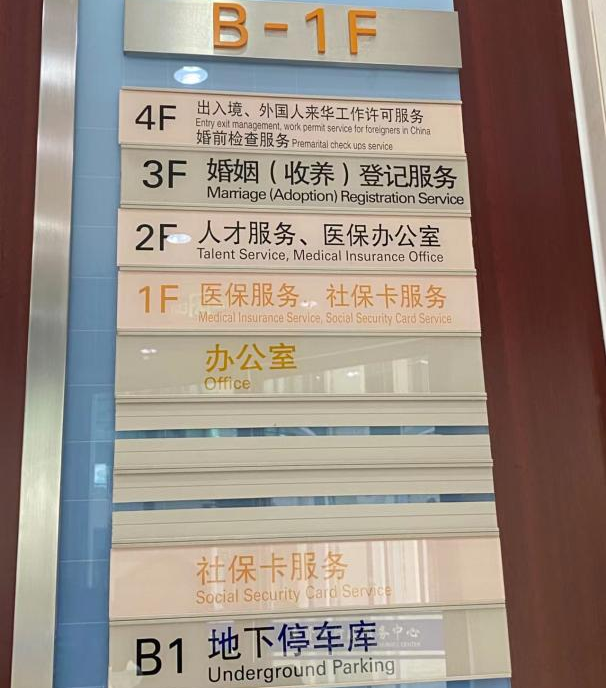 B-1F
4F 出入境、外国人来华工作许可服务
Entry exit management, work permit service for foreigners in China
婚前检查服务 Premarital check ups service
3F 婚姻（收养）登记服务
Marriage (Adoption) Registration Service
2F 人才服务、医保办公室
Talent Service, Medical Insurance Office
1F 医保服务、社保卡服务
Medical Insurance Service, Social Security Card Service
办公室
Office
社保卡服务
Social Security Card Service
B1 地下停车库
Underground Parking